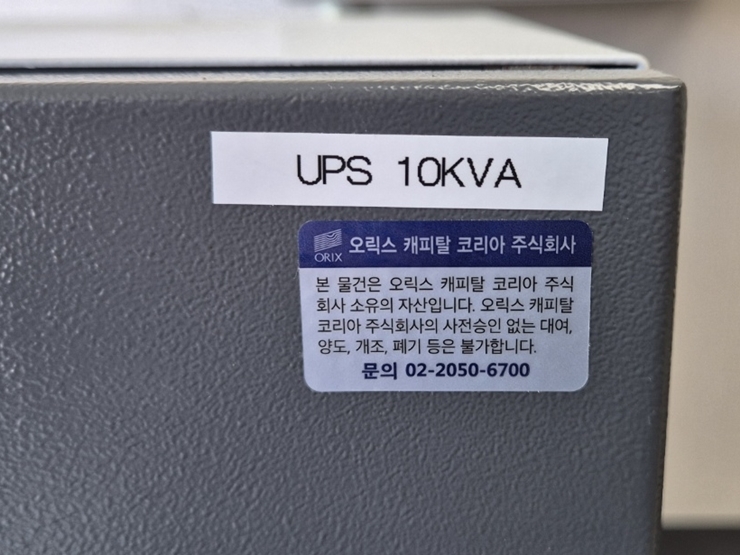 UPS 10KVA
ORIX 오릭스 캐피탈 코리아 주식회사
본 물건은 오릭스 캐피탈 코리아 주식
회사 소유의 자산입니다. 오릭스 캐피탈
코리아 주식회사의 사전승인 없는 대여,
양도, 개조, 폐기 등은 불가합니다.
문의 02-2050-6700